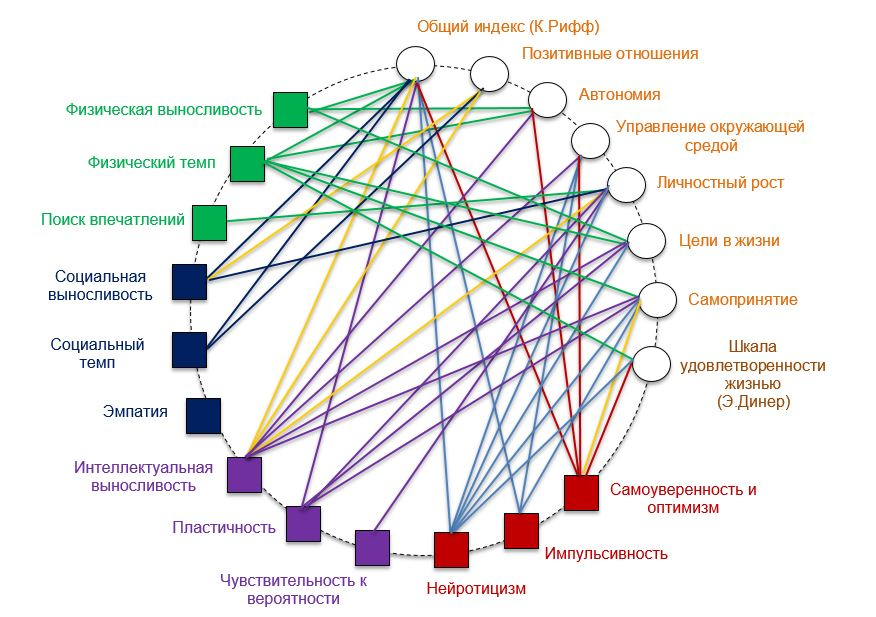 Общий индекс (К.Рифф)
Позитивные отношения
Автономия
Управление окружающей
средой
Личностный рост
Цели в жизни
Самопринятие
Шкала
удовлетворенности
жизнью
(Э.Динер)
Самоуверенность и
оптимизм
Импульсивность
Нейротицизм
Чувствительность к
вероятности
Пластичность
Интеллектуальная
выносливость
Эмпатия
Социальный
темп
Социальная
выносливость
Поиск впечатлений
Физический темп
Физическая выносливость